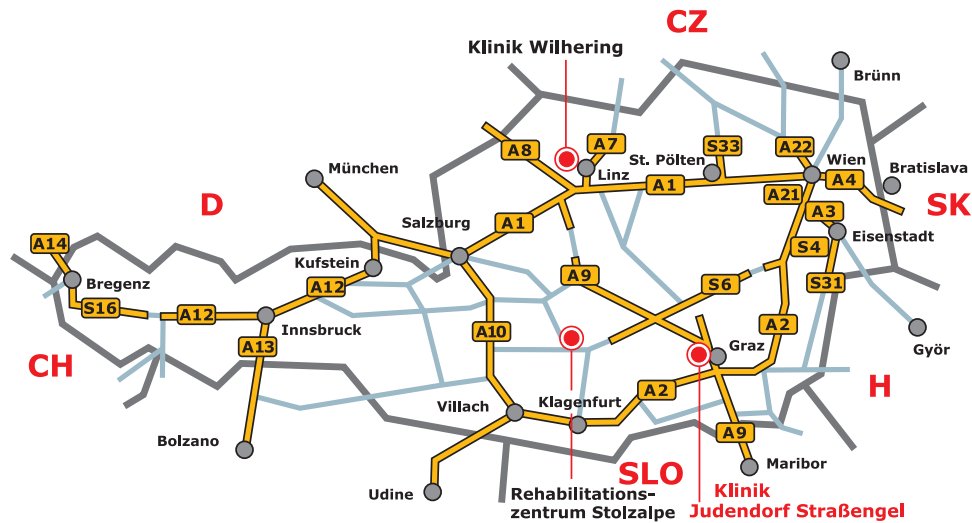 CZ
Klinik Wilhering
Brünn
A8
A7
S33
A22
St. Pölten
Wien
München
Linz
A1
A4
Bratislava
D
A21
SK
A1
A3
Salzburg
Eisenstadt
A14
S4
Kufstein
A9
S6
S31
Bregenz
A12
S16
A12
Innsbruck
A10
A2
A13
Graz
Györ
CH
H
A2
Villach
Klagenfurt
A9
Bolzano
Maribor
SLO
Udine
Rehabilitations-
zentrum Stolzalpe
Klinik
Judendorf Straßengel